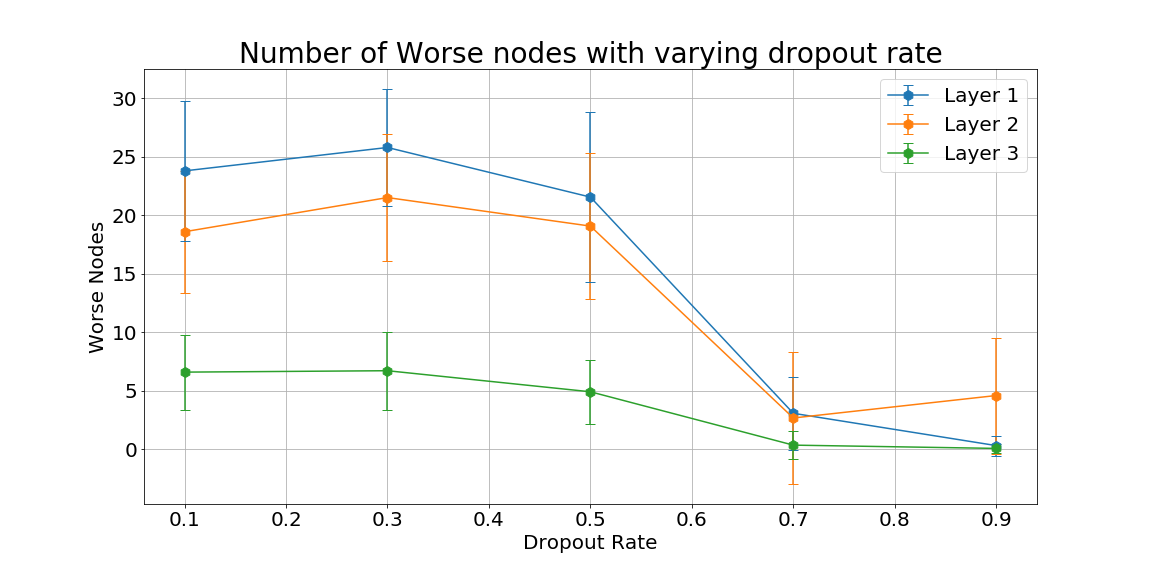 Number of Worse nodes with varying dropout rate
Layer 1
Layer 2
Layer 3
Worse Nodes
30
25
20
15
10
5
0
0.1 0.2 0.3 0.4 0.5 0.6 0.7 0.8 0.9
Dropout Rate